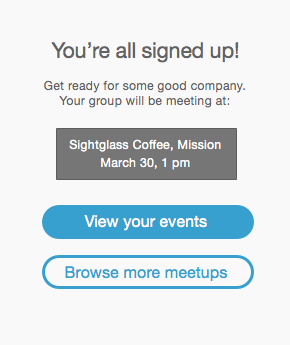 You’re all signed up!
Get ready for some good company.
Your group will be meeting at:
Sightglass Coffee, Mission
March 30, 1 pm
View your events
Browse more meetups